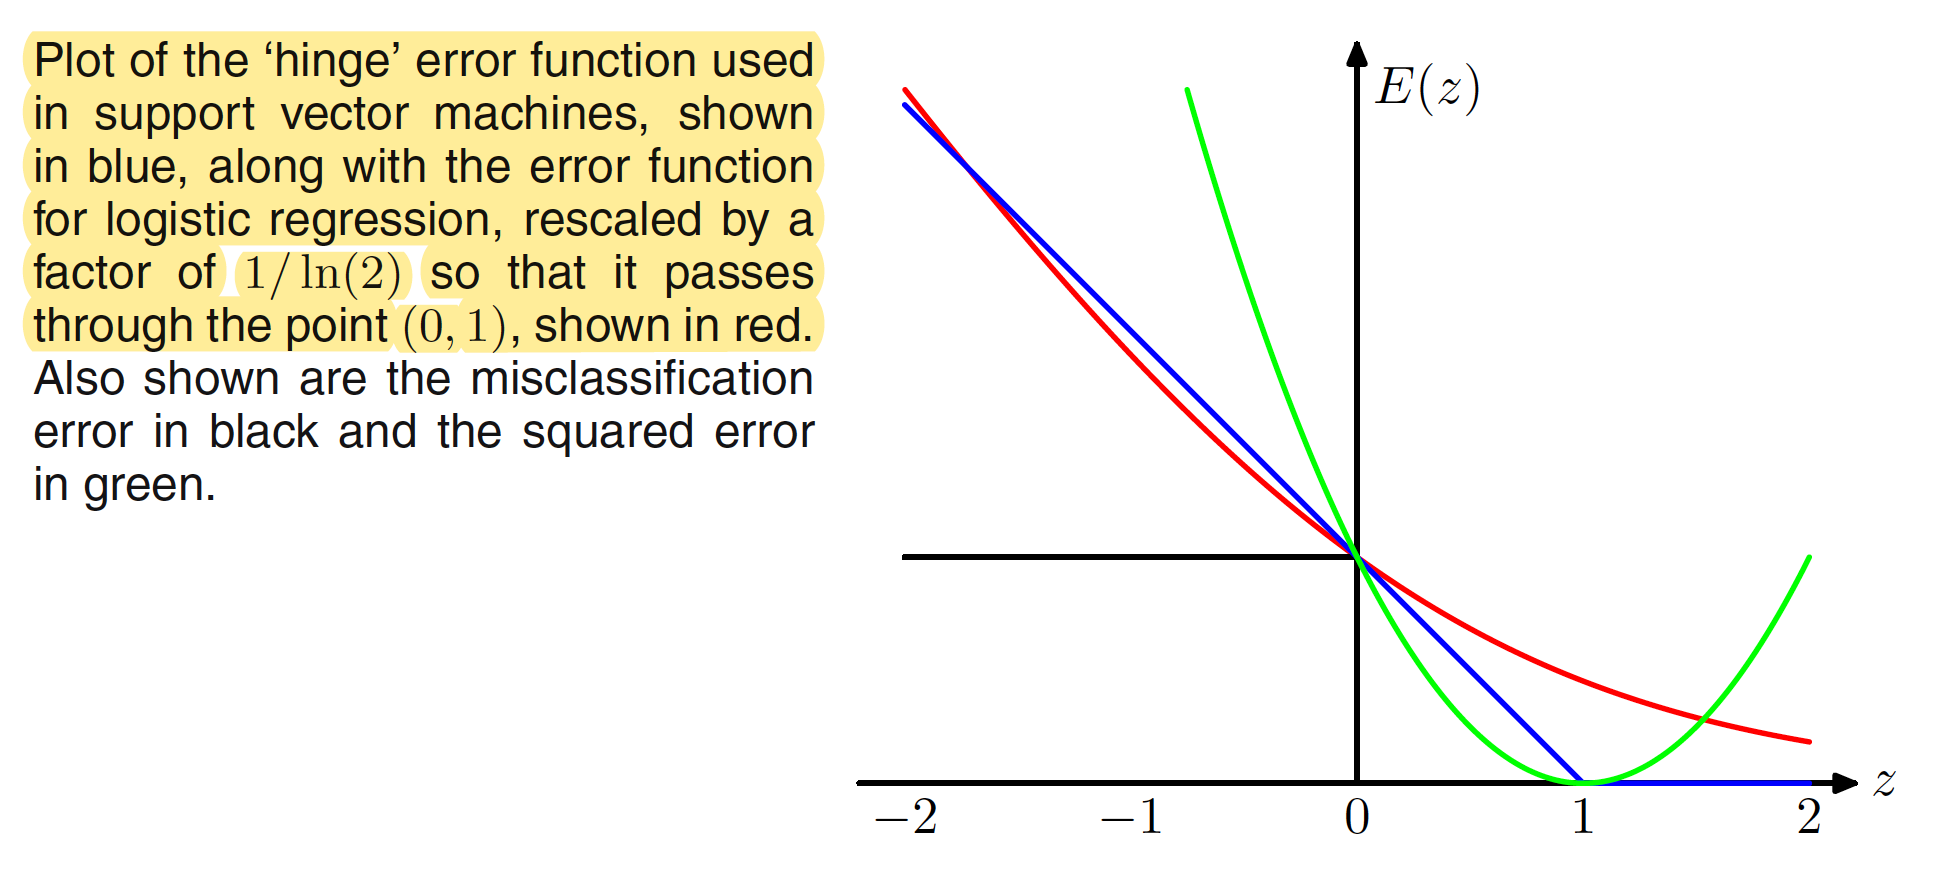 Plot of the ‘hinge’ error function used
in support vector machines, shown
in blue, along with the error function
for logistic regression, rescaled by a
factor of 1/ ln(2) so that it passes
through the point (0, 1), shown in red.
Also shown are the misclassification
error in black and the squared error
in green.
E(z)
z
−2 −1 0 1 2